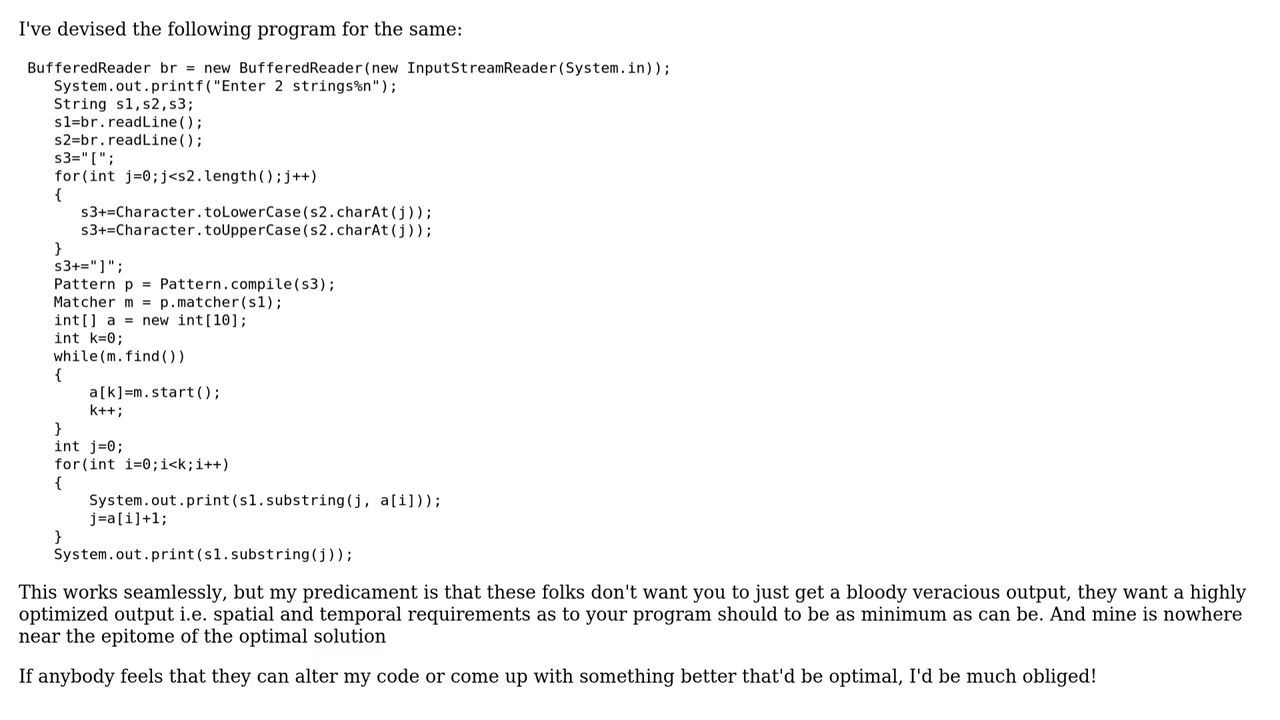 I've devised the following program for the same:
BufferedReader br = new BufferedReader(new InputStreamReader(System.in));
System.out.printf("Enter 2 strings%n");
String s1,s2,s3;
s1=br.readLine();
s2=br.readLine();
s3="[";
for(int j=0;j<s2.length();j++)
{
s3+=Character.toLowerCase(s2.charAt(j));
s3+=Character.toUpperCase(s2.charAt(j));
}
s3+="]";
Pattern p = Pattern.compile(s3);
Matcher m = p.matcher(s1);
int[] a = new int[10];
int k=0;
while(m.find())
{
a[k]=m.start();
k++;
}
int j=0;
for(int i=0;i<k;i++)
{
System.out.print(s1.substring(j, a[i]));
j=a[i]+1;
}
System.out.print(s1.substring(j));
This works seamlessly, but my predicament is that these folks don't want you to just get a bloody veracious output, they want a highly
optimized output i.e. spatial and temporal requirements as to your program should to be as minimum as can be. And mine is nowhere
near the epitome of the optimal solution
If anybody feels that they can alter my code or come up with something better that'd be optimal, I'd be much obliged!